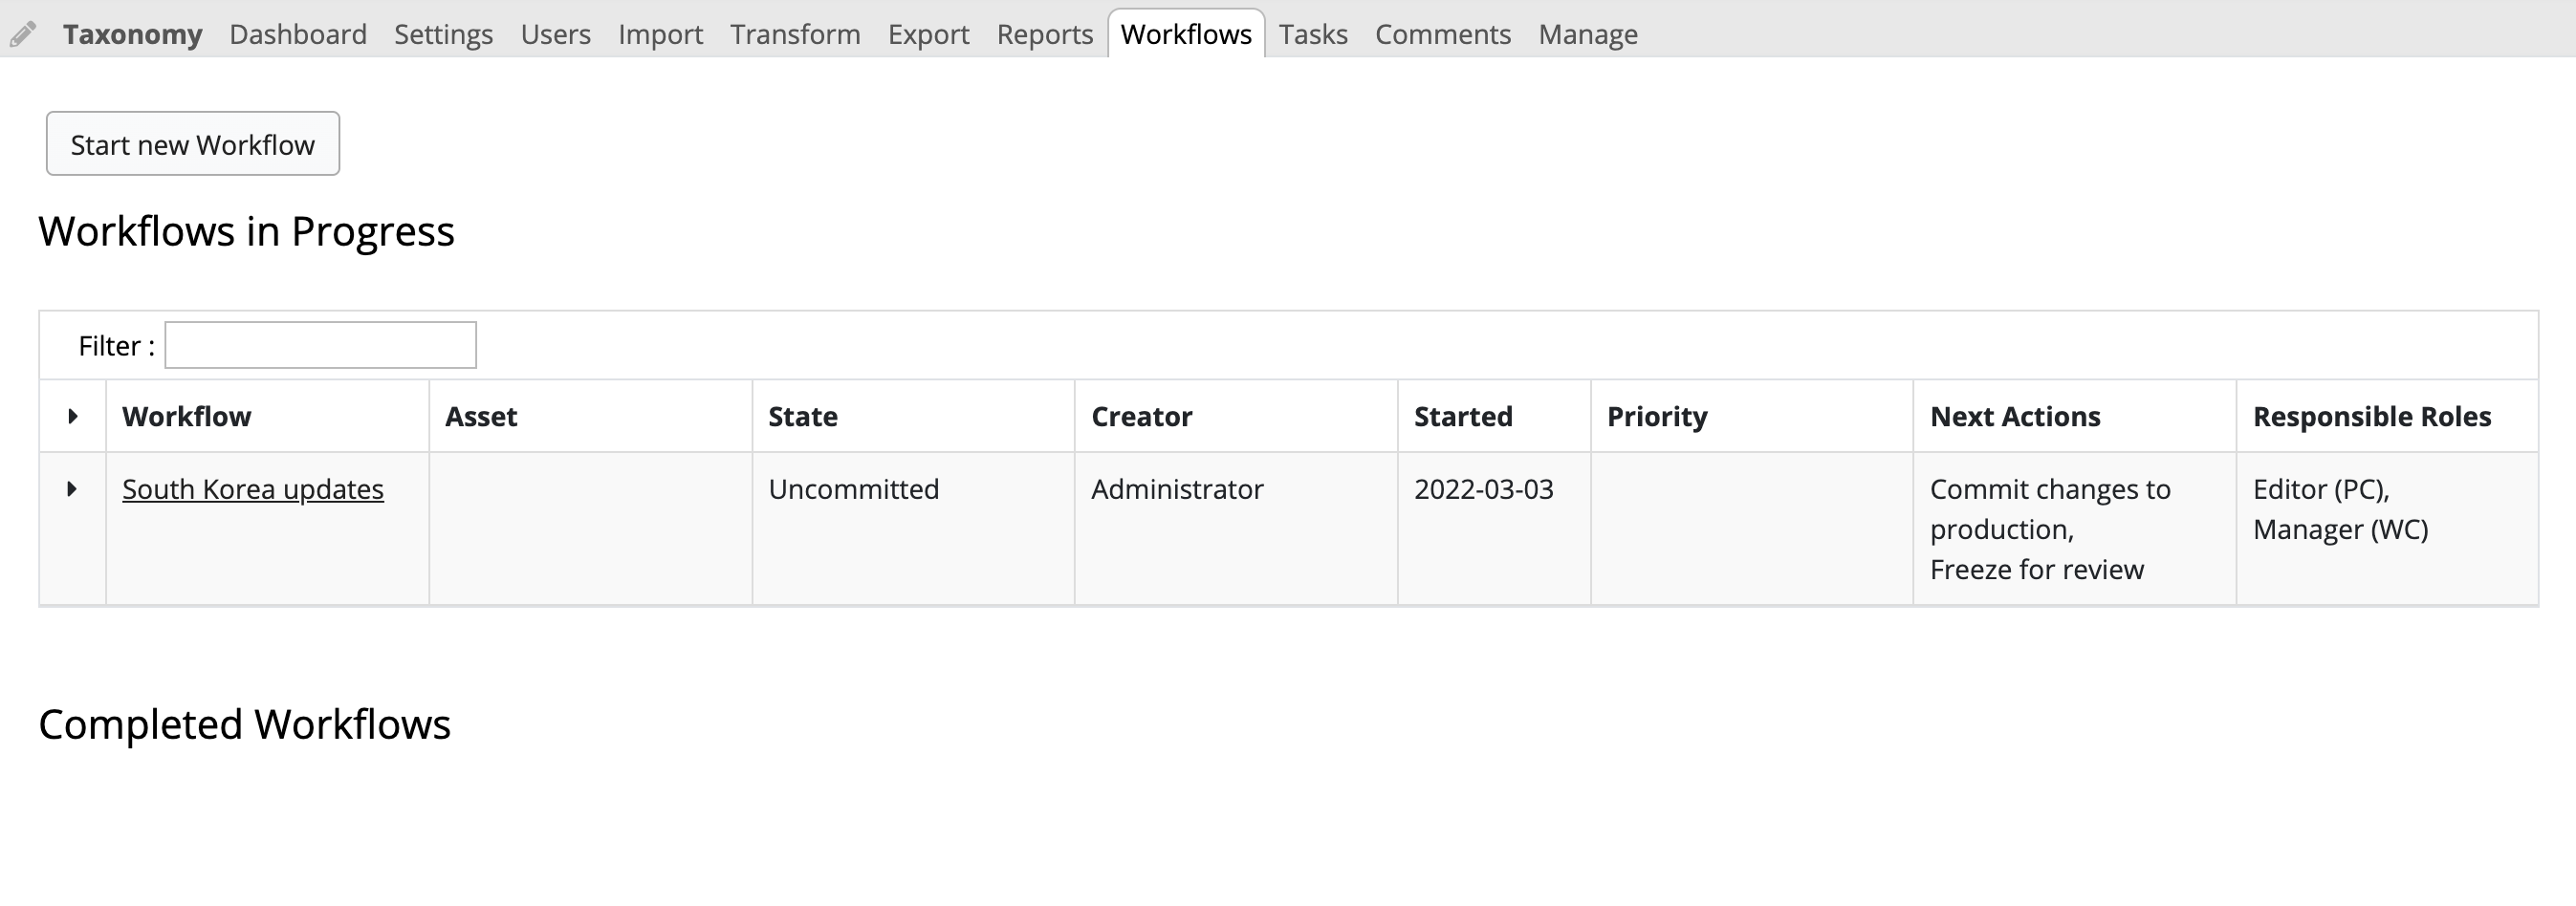 Taxonomy Dashboard Settings Users Import Transform Export Reports Workflows Tasks Comments Manage
Start new Workflow
Workflows in Progress
Filter :
Workflow Asset State Creator Started Priority Next Actions Responsible Roles
South Korea updates Uncommitted Administrator 2022-03-03 Commit changes to Editor (PC),
production, Manager (WC)
Freeze for review
Completed Workflows